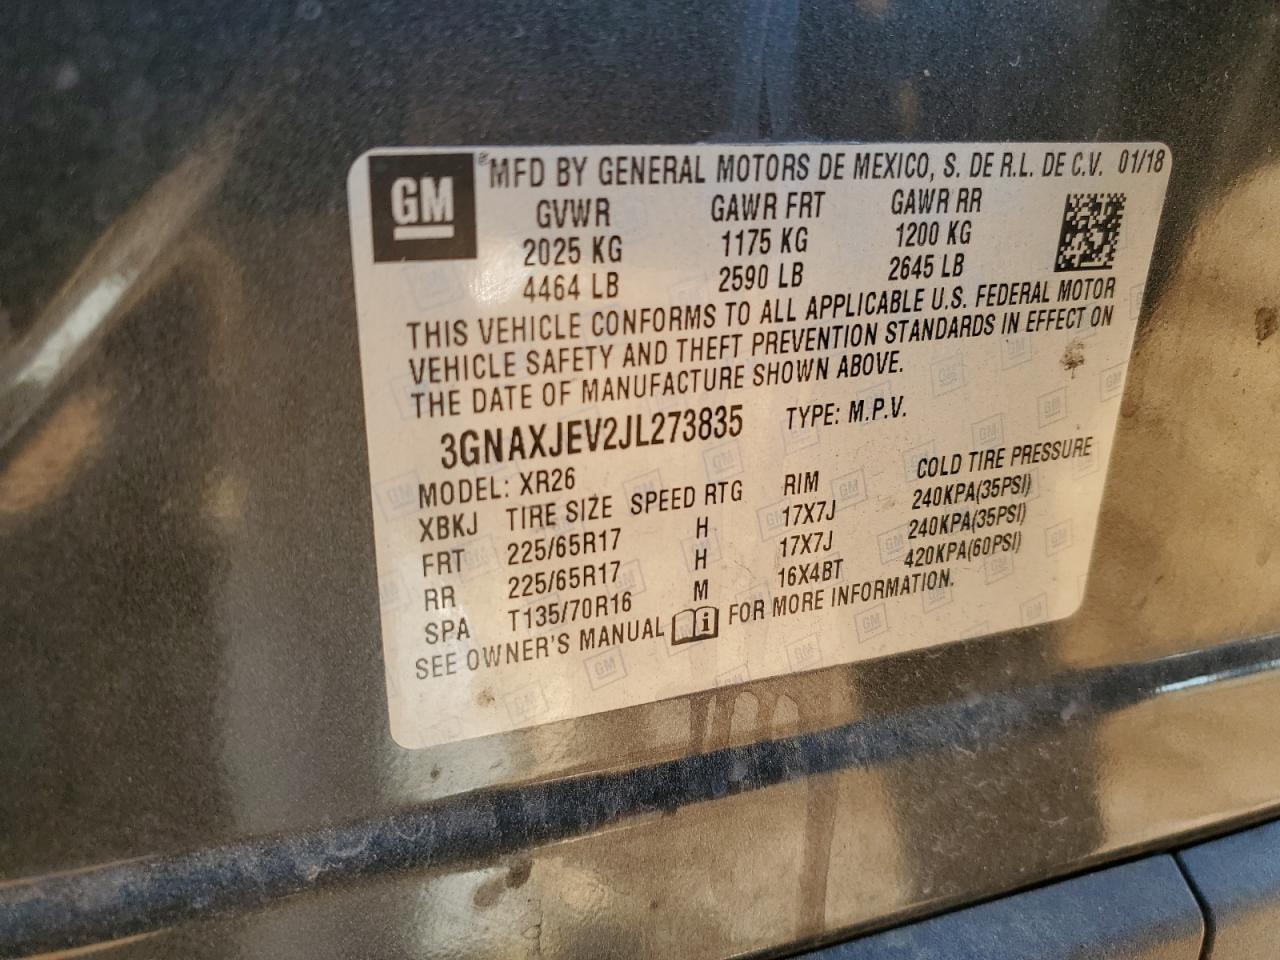 GM
MFD BY GENERAL MOTORS DE MEXICO, S. DE R.L. DE C.V. 01/18
GVWR GAWR FRT GAWR RR
2025 KG 1175 KG 1200 KG
4464 LB 2590 LB 2645 LB
THIS VEHICLE CONFORMS TO ALL APPLICABLE U.S. FEDERAL MOTOR
VEHICLE SAFETY AND THEFT PREVENTION STANDARDS IN EFFECT ON
THE DATE OF MANUFACTURE SHOWN ABOVE.
3GNAXJEV2JL273835 TYPE: M.P.V.
MODEL: XR26
XBKJ TIRE SIZE SPEED RTG RIM COLD TIRE PRESSURE
FRT 225/65R17 H 17X7J 240KPA(35PSI)
RR 225/65R17 H 17X7J 240KPA(35PSI)
SPA T135/70R16 M 16X4BT 420KPA(60PSI)
SEE OWNER'S MANUAL FOR MORE INFORMATION.